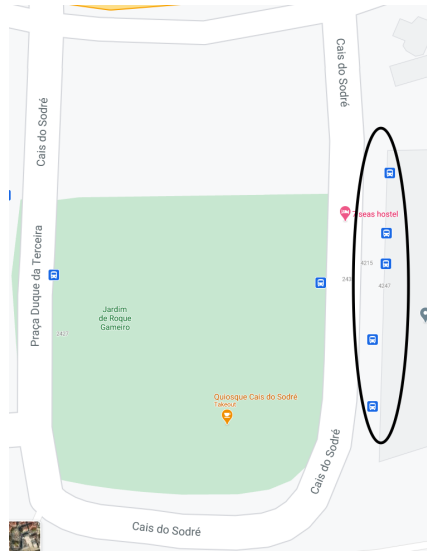 Cais do Sodré
Cais do Sodré
7 seas hostel
Praça Duque da Terceira
4215
243
4247
Jardim
de Roque
Gameiro
2427
Quiosque Cais do Sodré
Takeout
Cais do Sodré
Cais do Sodré